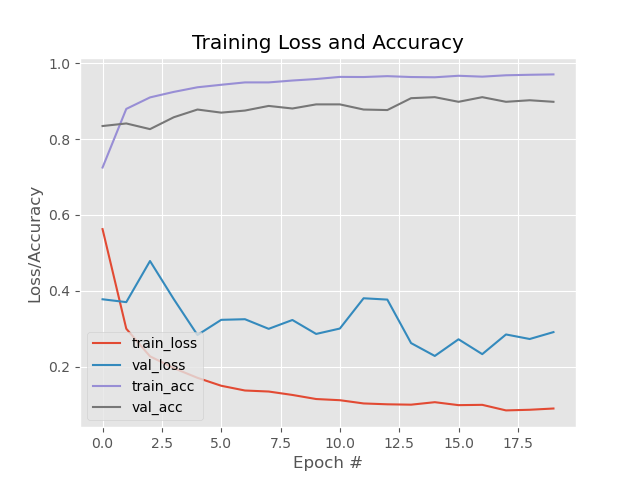 Training Loss and Accuracy
1.0
0.8
0.6
0.4
0.2
Loss/Accuracy
train_loss
val_loss
train_acc
val_acc
0.0 2.5 5.0 7.5 10.0 12.5 15.0 17.5
Epoch #